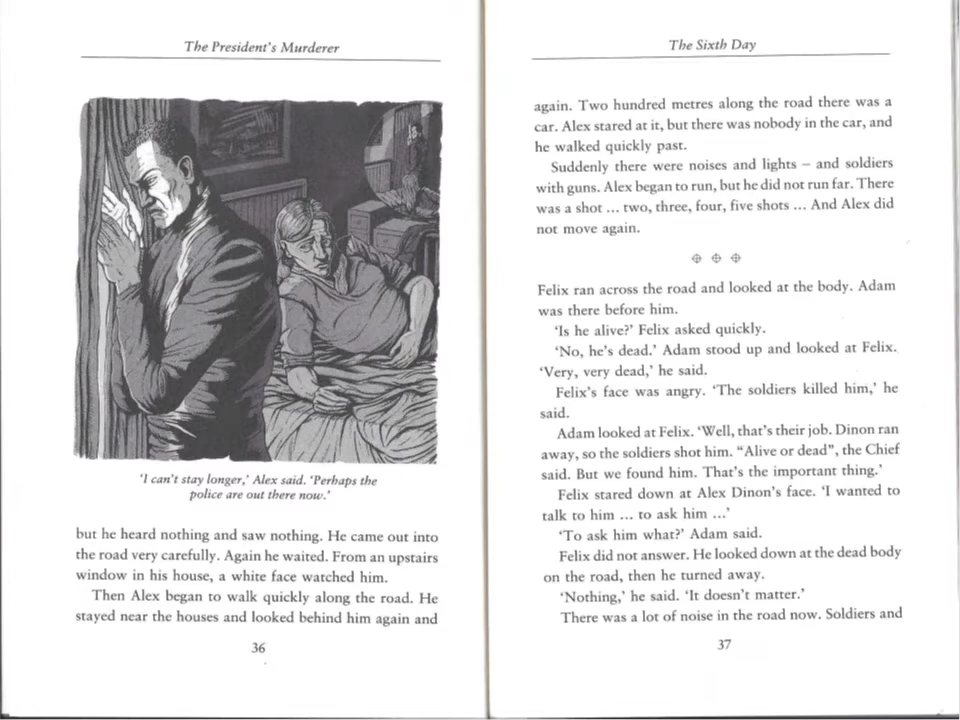 The President's Murderer
'I can't stay longer,' Alex said. 'Perhaps the
police are out there now.'
but he heard nothing and saw nothing. He came out into
the road very carefully. Again he waited. From an upstairs
window in his house, a white face watched him.
Then Alex began to walk quickly along the road. He
stayed near the houses and looked behind him again and
36
The Sixth Day
again. Two hundred metres along the road there was a
car. Alex stared at it, but there was nobody in the car, and
he walked quickly past.
Suddenly there were noises and lights – and soldiers
with guns. Alex began to run, but he did not run far. There
was a shot ... two, three, four, five shots ... And Alex did
not move again.
Felix ran across the road and looked at the body. Adam
was there before him.
'Is he alive?' Felix asked quickly.
'No, he's dead.' Adam stood up and looked at Felix.
'Very, very dead,' he said.
Felix's face was angry. 'The soldiers killed him,' he
said.
Adam looked at Felix. 'Well, that's their job. Dinon ran
away, so the soldiers shot him. "Alive or dead", the Chief
said. But we found him. That's the important thing.'
Felix stared down at Alex Dinon's face. 'I wanted to
talk to him ... to ask him ...'
'To ask him what?' Adam said.
Felix did not answer. He looked down at the dead body
on the road, then he turned away.
'Nothing,' he said. 'It doesn't matter.'
There was a lot of noise in the road now. Soldiers and
37